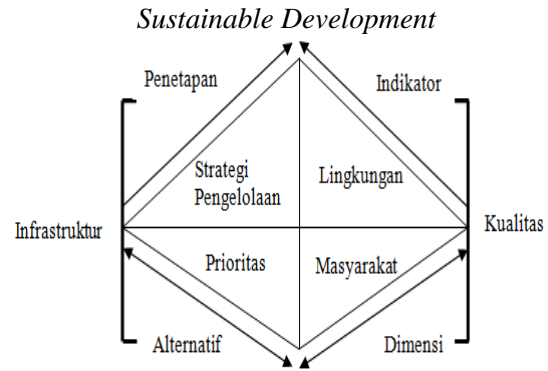 Sustainable Development
Penetapan
Indikator
Strategi
Pengelolaan
Lingkungan
Infrastruktur
Kualitas
Prioritas
Masyarakat
Alternatif
Dimensi